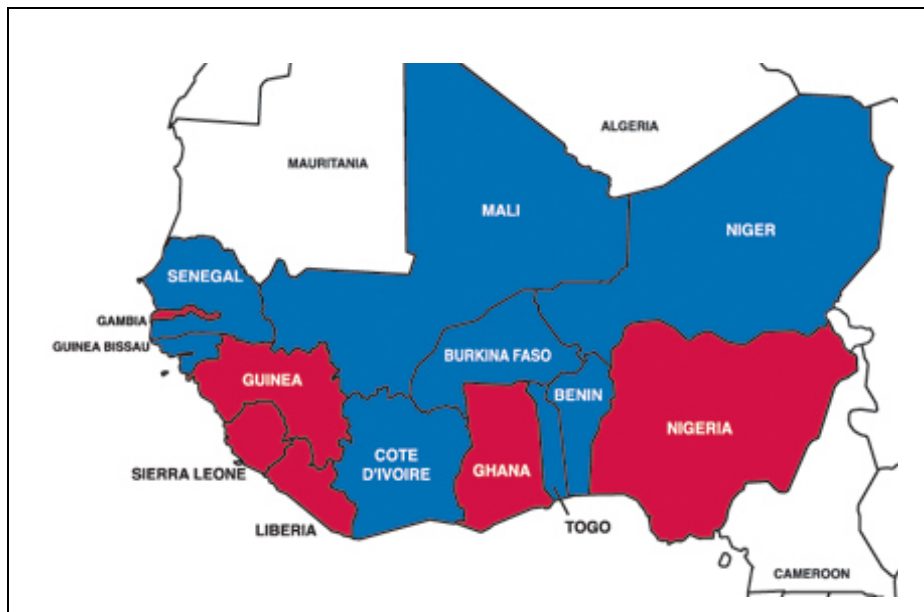 ALGERIA
MAURITANIA
MALI
NIGER
SENEGAL
GAMBIA
GUINEA BISSAU
BURKINA FASO
GUINEA
BENIN
NIGERIA
COTE
D'IVOIRE
GHANA
SIERRA LEONE
LIBERIA
TOGO
CAMEROON